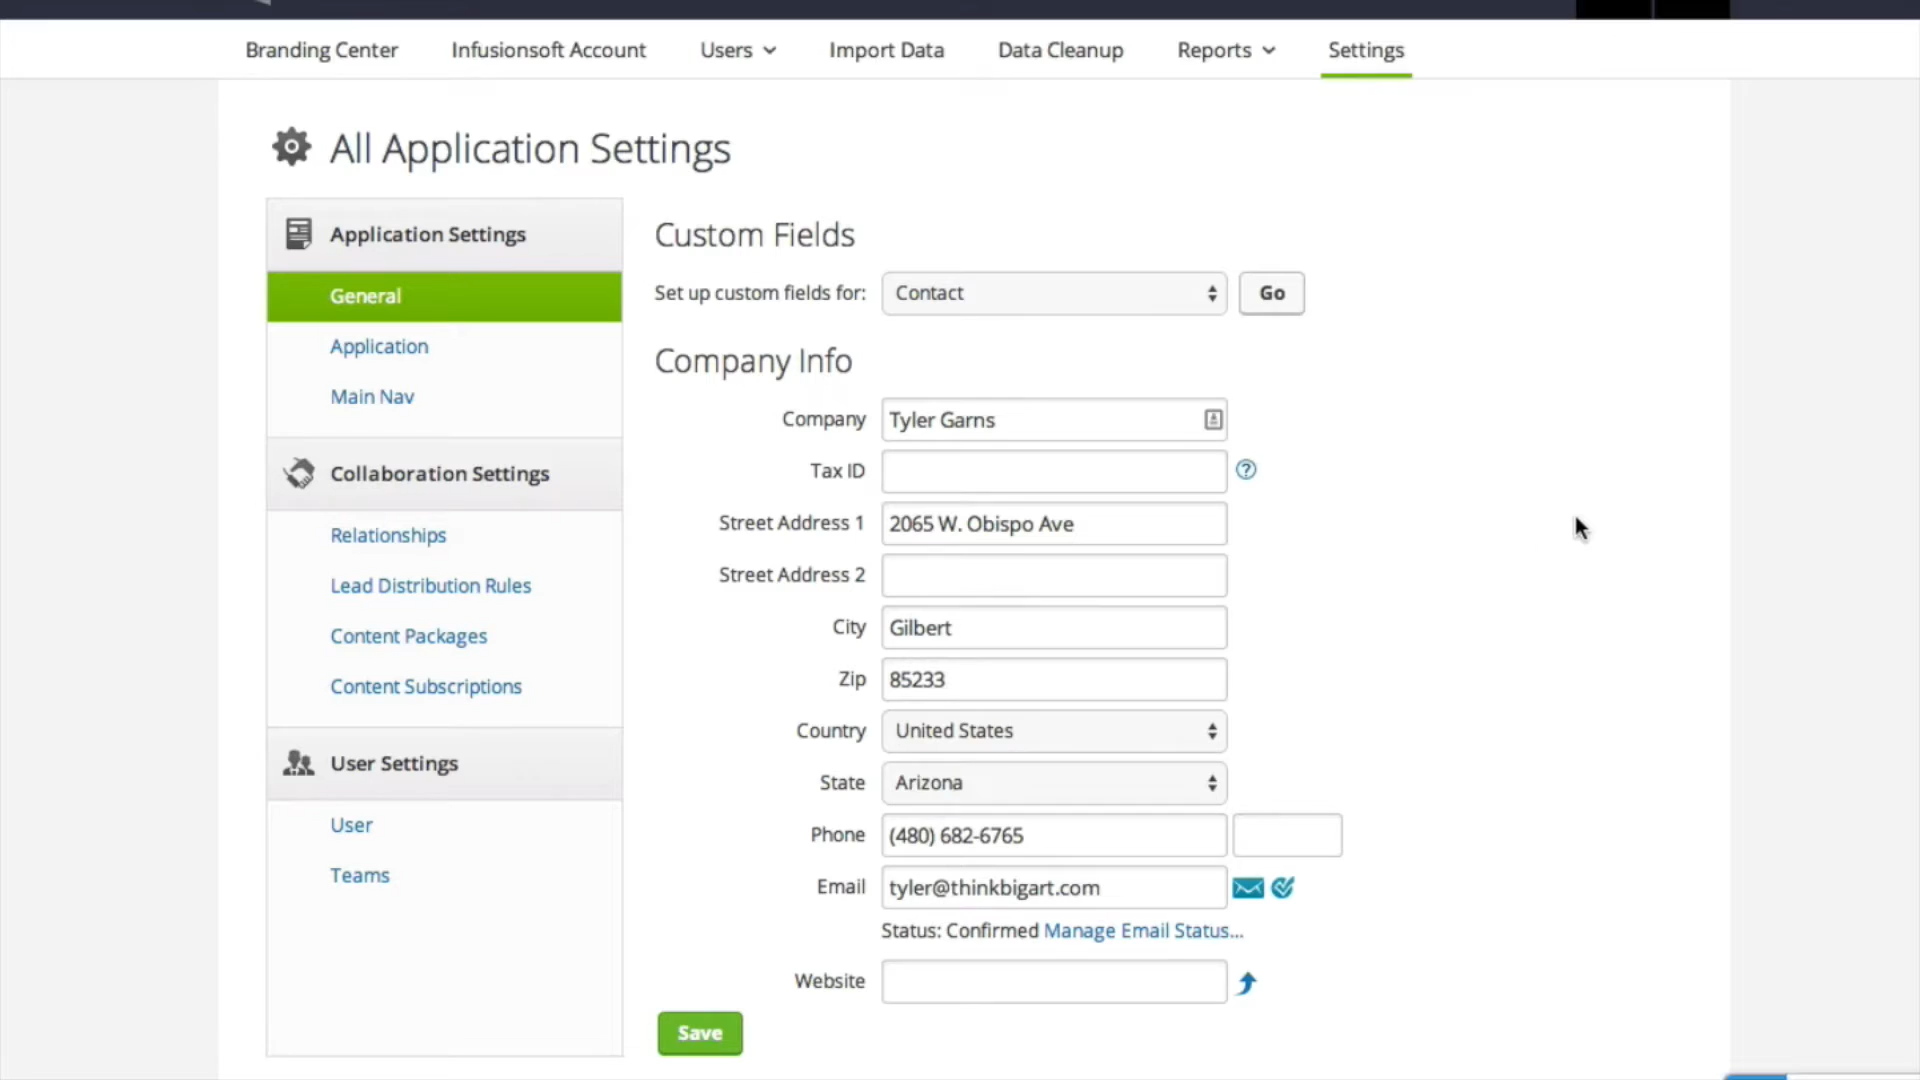 Branding Center Infusionsoft Account Users Import Data Data Cleanup Reports Settings
All Application Settings
Application Settings
General
Application
Main Nav
Collaboration Settings
Relationships
Lead Distribution Rules
Content Packages
Content Subscriptions
User Settings
User
Teams
Custom Fields
Set up custom fields for: Contact Go
Company Info
Company Tyler Garns
Tax ID ?
Street Address 1 2065 W. Obispo Ave
Street Address 2
City Gilbert
Zip 85233
Country United States
State Arizona
Phone (480) 682-6765
Email tyler@thinkbigart.com
Status: Confirmed Manage Email Status...
Website
Save